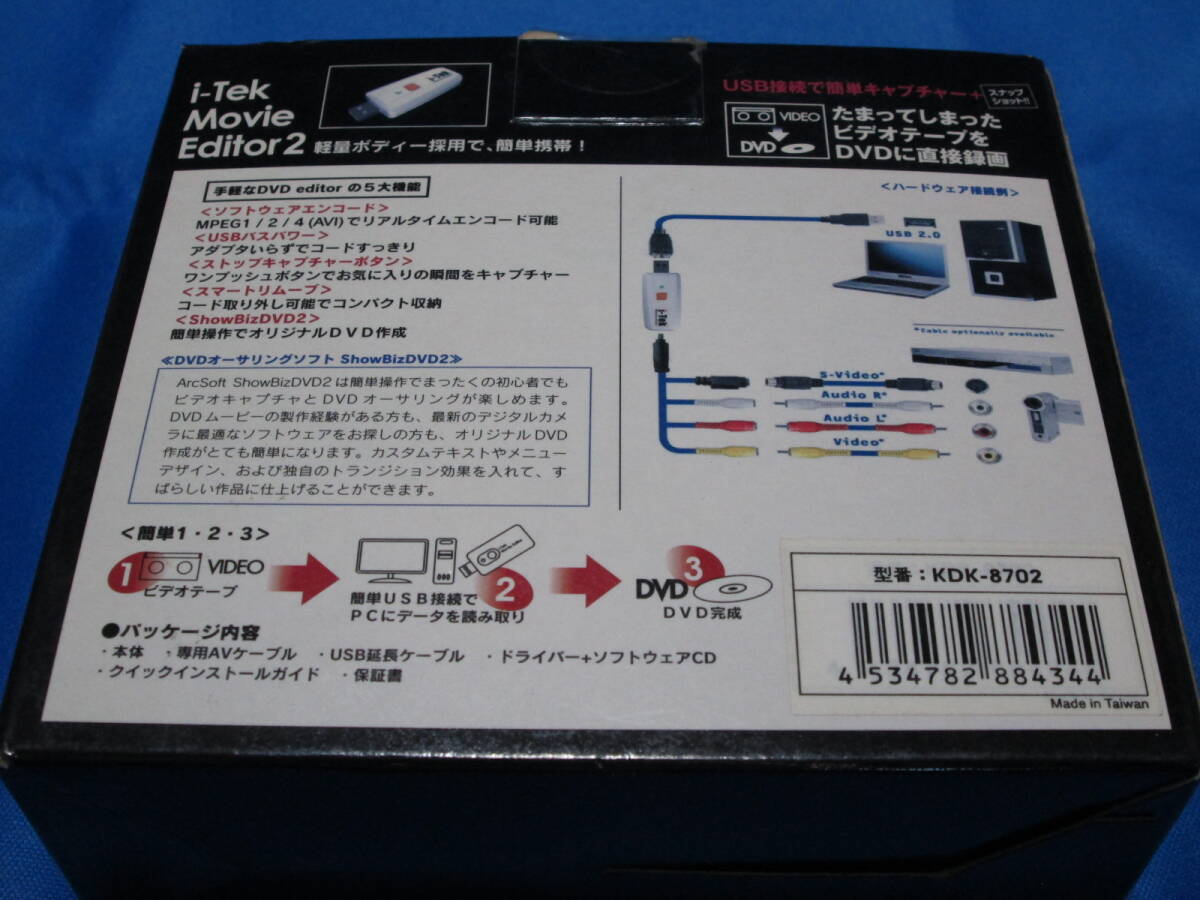 i-Tek
Movie
Editor2
軽量ボディー採用で、簡単携帯!
i-Tek
USB接続で簡単キャプチャー+
スナップ
ショット!!
VIDEO
DVD
たまってしまった
ビデオテープを
DVDに直接録画
手軽なDVD editor の5大機能
<ソフトウェアエンコード>
MPEG1/2/4(AVI)でリアルタイムエンコード可能
<USBバスパワー>
アダプタいらずでコードすっきり
<ストップキャプチャーボタン>
ワンプッシュボタンでお気に入りの瞬間をキャプチャー
<スマートリムーブ>
コード取り外し可能でコンパクト収納
<ShowBizDVD2>
簡単操作でオリジナルDVD作成
≪DVDオーサリングソフト ShowBizDVD2≫
ArcSoft ShowBizDVD2は簡単操作でまったくの初心者でも
ビデオキャプチャとDVDオーサリングが楽しめます。
DVDムービーの製作経験がある方も、最新のデジタルカメ
ラに最適なソフトウェアをお探しの方も、オリジナルDVD
作成がとても簡単になります。カスタムテキストやメニュー
デザイン、および独自のトランジション効果を入れて、す
ばらしい作品に仕上げることができます。
<ハードウェア接続例>
USB 2.0
i-Tek
*Cable optionally available
S-Video*
Audio R*
Audio L*
Video*
<簡単1・2・3>
1
VIDEO
ビデオテープ
2
簡単USB接続で
PCにデータを読み取り
DVD
3
DVD完成
●パッケージ内容
・本体 ・専用AVケーブル ・USB延長ケーブル ・ドライバー+ソフトウェアCD
・クイックインストールガイド ・保証書
型番:KDK-8702
4 534782 884344
Made in Taiwan